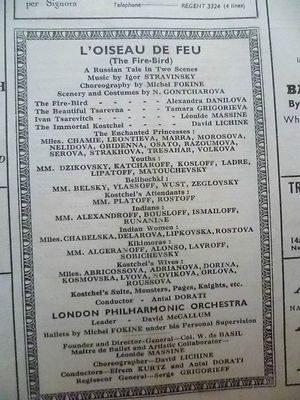 per Signora
Telephone
REGENT 3324 (4 lines)
L'OISEAU DE FEU
(The Fire-Bird)
A Russian Tale in Two Scenes
Music by Igor STRAVINSKY
Choreography by Michel FOKINE
Scenery and Costumes by N. GONTCHAROVA
The Fire-Bird - - Alexandra DANILOVA
The Beautiful Tsarevna - Tamara GRIGORIEVA
Ivan Tsarevitch - - Léonide MASSINE
The Immortal Kostchei - David LICHINE
The Enchanted Princesses :
Mlles. CHAMIE, LEONTIEVA, MARRA, MOROSOVA,
NELIDOVA, OBIDENNA, OSATO, RAZOUMOVA,
SEROVA, STRAKHOVA, TRESAHAR, VOLKOVA
Youths :
MM. DZIKOVSKY, KATCHAROFF, KOSLOFF, LADRE,
LIPATOFF, MATOUCHEVSKY
Bellbochki :
MM. BELSKY, VLASSOFF, WUST, ZEGLOVSKY
Kostchei's Attendants :
MM. PLATOFF, ROSTOFF
Indians :
MM. ALEXANDROFF, BOUSLOFF, ISMAILOFF,
RUNANINE
Indian Women :
Mlles. CHABELSKA, DELAROVA, LIPKOVSKA, ROSTOVA
Kikimoras :
MM. ALGERANOFF, ALONSO, LAVROFF,
SOBICHEVSKY
Kostchei's Wives :
Mlles. ABRICOSSOVA, ADRIANOVA, DORINA,
KOSMOVSKA, LVOVA, NOVIKOVA, ORLOVA,
ROUSSOVA
Kostchei's Suite, Monsters, Pages, Knights, etc.
Conductor - Antal DORATI
LONDON PHILHARMONIC ORCHESTRA
Leader - David McCALLUM
Ballets by Michel FOKINE under his Personal Supervision
Founder and Director-General—Col. W. de BASIL
Maître de Ballet and Artistic Collaborator—
Léonide MASSINE
Choreographer—David LICHINE
Conductors—Efrem KURTZ and Antal DORATI
Regisseur General—Serge GRIGORIEFF